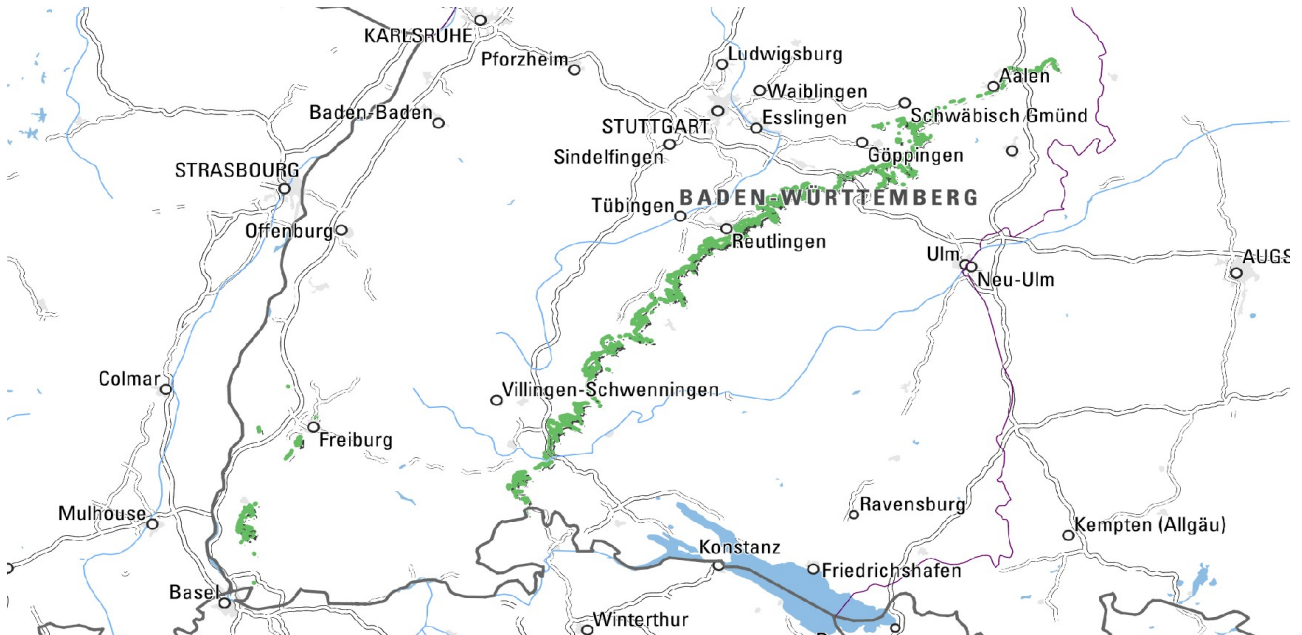 KARLSRUHE
Pforzheim
Ludwigsburg
Aalen
Waiblingen
Baden-Baden
STUTTGART
Esslingen
Schwäbisch Gmünd
Sindelfingen
Göppingen
STRASBOURG
BADEN-WÜRTTEMBERG
Tübingen
Offenburg
Reutlingen
Ulm
AUGS
Neu-Ulm
Colmar
Villingen-Schwenningen
Freiburg
Ravensburg
Mulhouse
Kempten (Allgäu)
Konstanz
Friedrichshafen
Basel
Winterthur